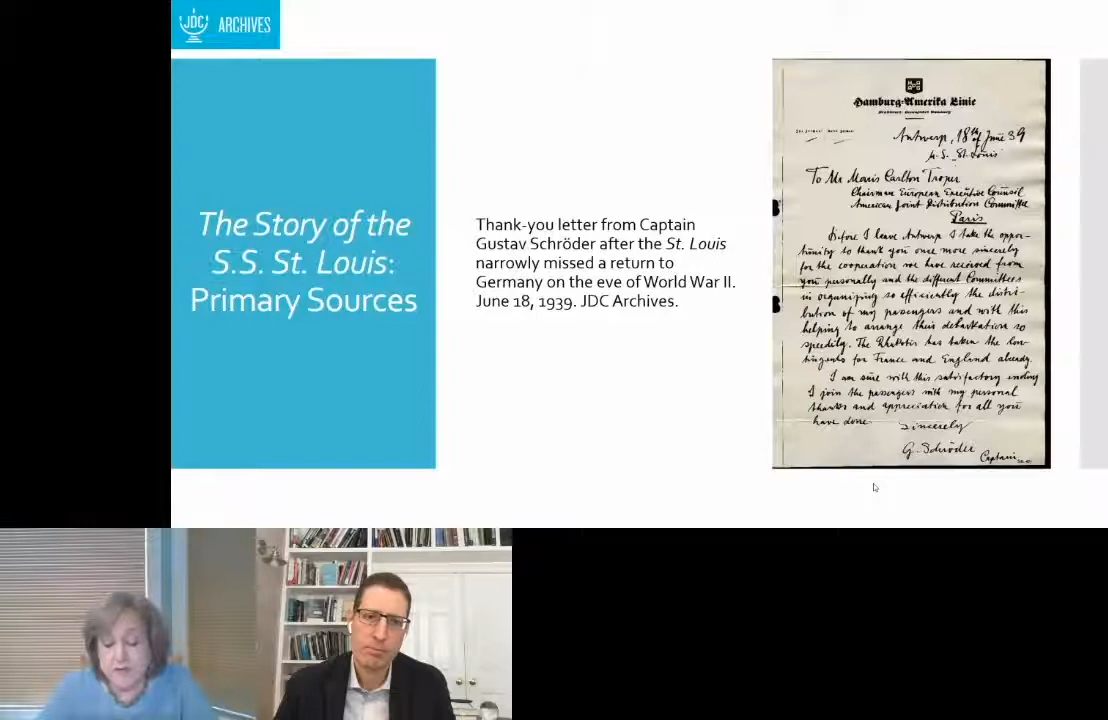 JDC ARCHIVES
The Story of the
S.S. St. Louis:
Primary Sources
Thank-you letter from Captain
Gustav Schröder after the St. Louis
narrowly missed a return to
Germany on the eve of World War II.
June 18, 1939. JDC Archives.
Hamburg-Amerika Linie
Antwerp, 18th of June 39
M.S. St. Louis
To Mr Morris Carlton Troper
Chairman European Executive Council
American Joint Distribution Committee
Paris
Before I leave Antwerp I take the oppor-
tunity to thank you once more sincerely
for the cooperation we have received from
you personally and the different Committees
in organizing so efficiently the distri-
bution of my passengers and with this
helping to arrange their debarkation so
speedily. The Rhakotis has taken the con-
tingents for France and England already.
I am sure with this satisfactory ending
I join the passengers with my personal
thanks and appreciation for all you
have done.
Sincerely
G. Schröder
Captain